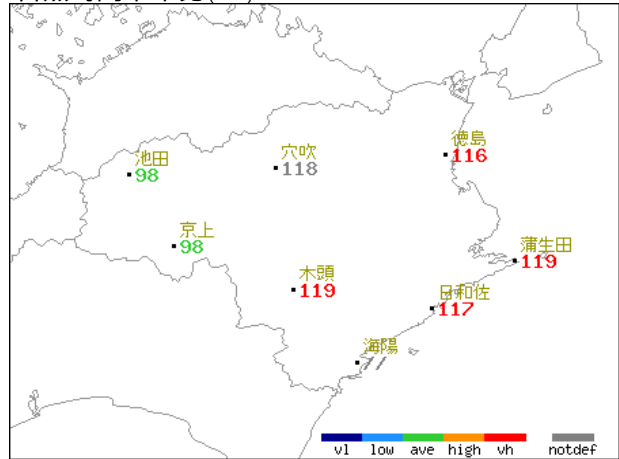 池田
98
穴吹
118
徳島
116
京上
98
蒲生田
119
木頭
119
日和佐
117
海陽
//
vl low ave high vh notdef